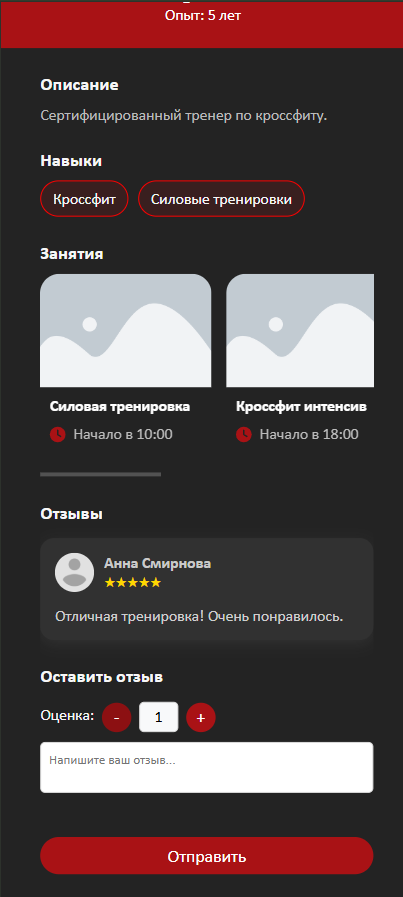 Опыт: 5 лет
Описание
Сертифицированный тренер по кроссфиту.
Навыки
Кроссфит Силовые тренировки
Занятия
Силовая тренировка Кроссфит интенсив
Начало в 10:00 Начало в 18:00
Отзывы
Анна Смирнова
★★★★★
Отличная тренировка! Очень понравилось.
Оставить отзыв
Оценка: - 1 +
Напишите ваш отзыв...
Отправить